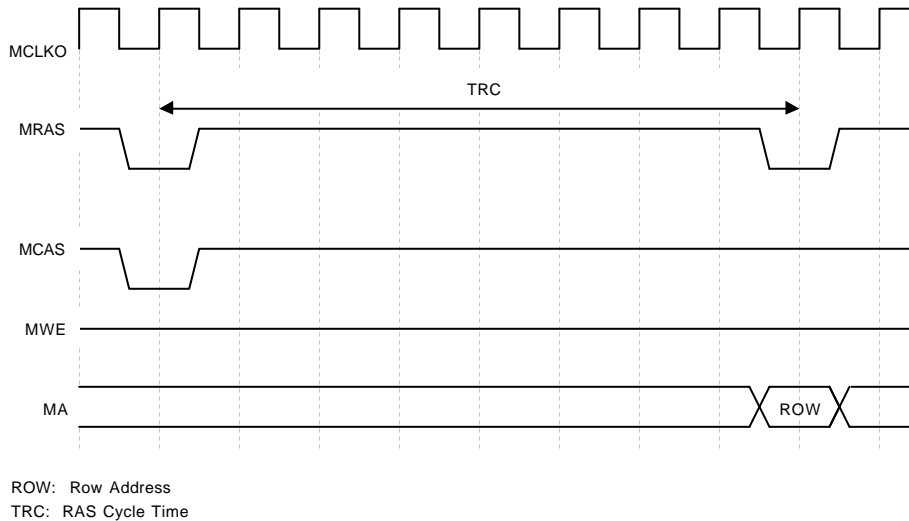 MCLKO
TRC
MRAS
MCAS
MWE
MA
ROW
ROW: Row Address
TRC: RAS Cycle Time